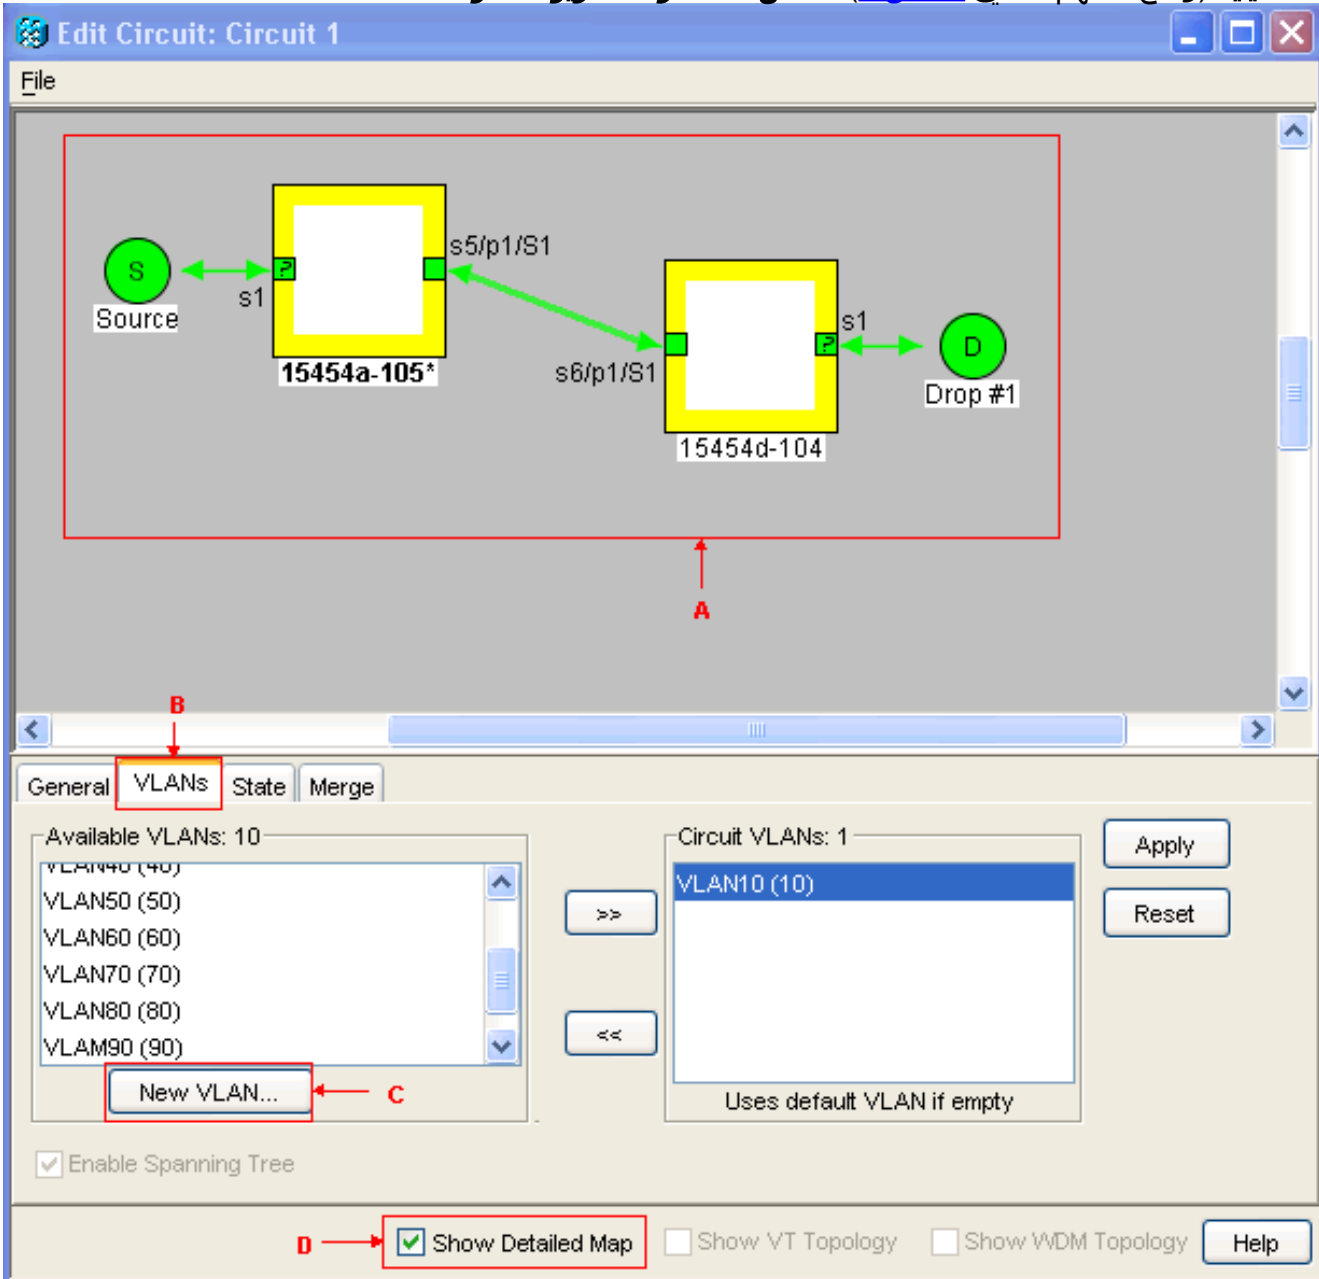 Edit Circuit: Circuit 1
File
S
Source
s1
?
15454a-105*
s5/p1/S1
s6/p1/S1
15454d-104
?
s1
D
Drop #1
A
B
General VLANs State Merge
Available VLANs: 10
VLAN40 (40)
VLAN50 (50)
VLAN60 (60)
VLAN70 (70)
VLAN80 (80)
VLAM90 (90)
New VLAN...
C
>>
<<
Circuit VLANs: 1
VLAN10 (10)
Uses default VLAN if empty
Apply
Reset
Enable Spanning Tree
D
Show Detailed Map
Show VT Topology
Show WDM Topology
Help